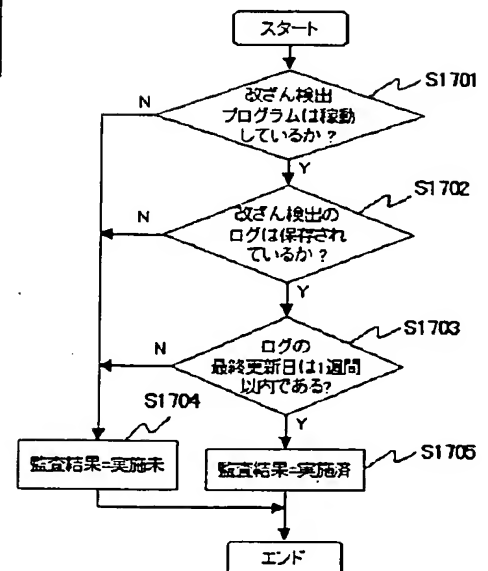 スタート
S1701
改ざん検出
プログラムは稼動
しているか?
N
Y
S1702
改ざん検出の
ログは保存され
ているか?
N
Y
S1703
ログの
最終更新日は1週間
以内である?
N
Y
S1704
監査結果=実施未
S1705
監査結果=実施済
エンド